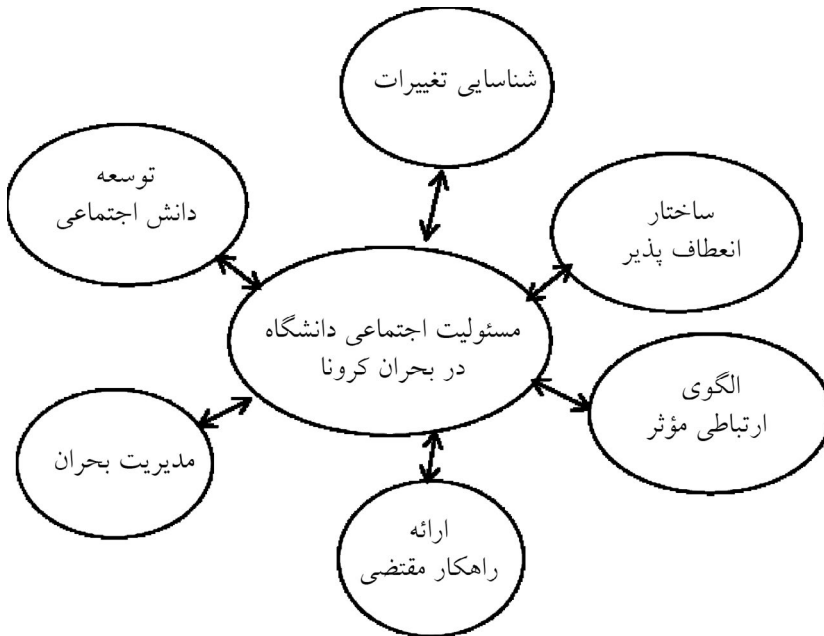 شناسایی تغییرات
ساختار
انعطاف پذیر
الگوی
ارتباطی مؤثر
ارائه
راهکار مقتضی
مدیریت بحران
توسعه
دانش اجتماعی
مسئولیت اجتماعی دانشگاه
در بحران کرونا